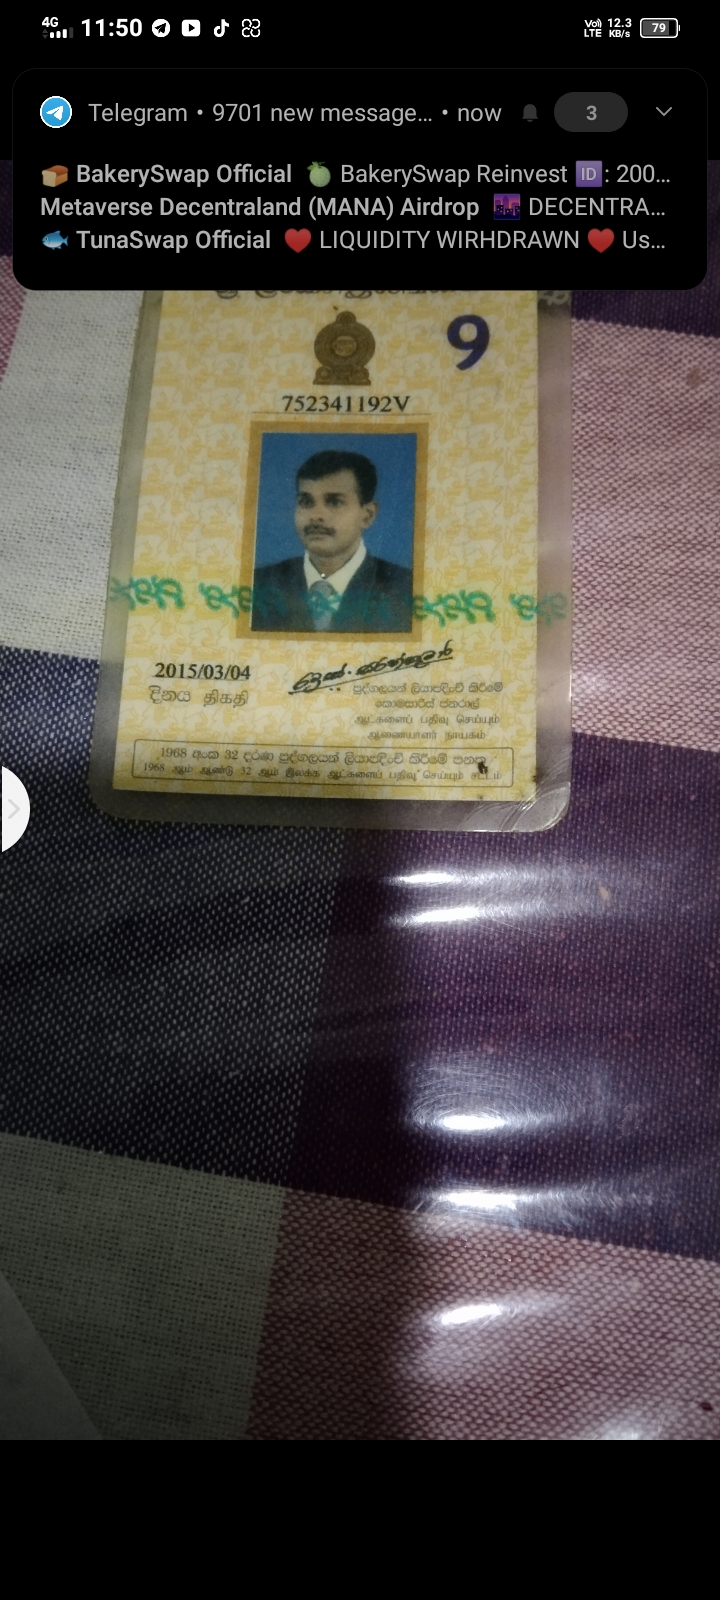 4G 11:50 Vo) LTE 12.3 KB/s 79
Telegram • 9701 new message... • now 3
BakerySwap Official BakerySwap Reinvest ID: 200...
Metaverse Decentraland (MANA) Airdrop DECENTRA...
TunaSwap Official LIQUIDITY WIRHDRAWN Us...
9
752341192V
2015/03/04
දිනය திகதி
පුද්ගලයන් ලියාපදිංචි කිරීමේ
කොමසාරිස් ජනරාල්
ஆட்களைப் பதிவு செய்யும்
ஆணையாளர் நாயகம்
1968 අංක 32 දරණ පුද්ගලයන් ලියාපදිංචි කිරීමේ පනත
1968 ஆம் ஆண்டு 32 ஆம் இலக்க ஆட்களைப் பதிவு செய்யும் சட்டம்